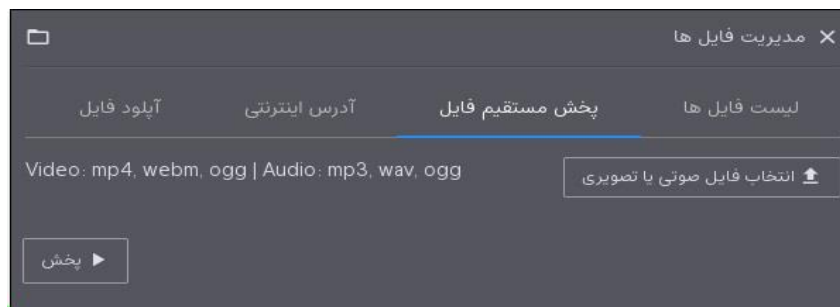 مدیریت فایل ها
لیست فایل ها پخش مستقیم فایل آدرس اینترنتی آپلود فایل
انتخاب فایل صوتی یا تصویری Video: mp4, webm, ogg | Audio: mp3, wav, ogg
پخش